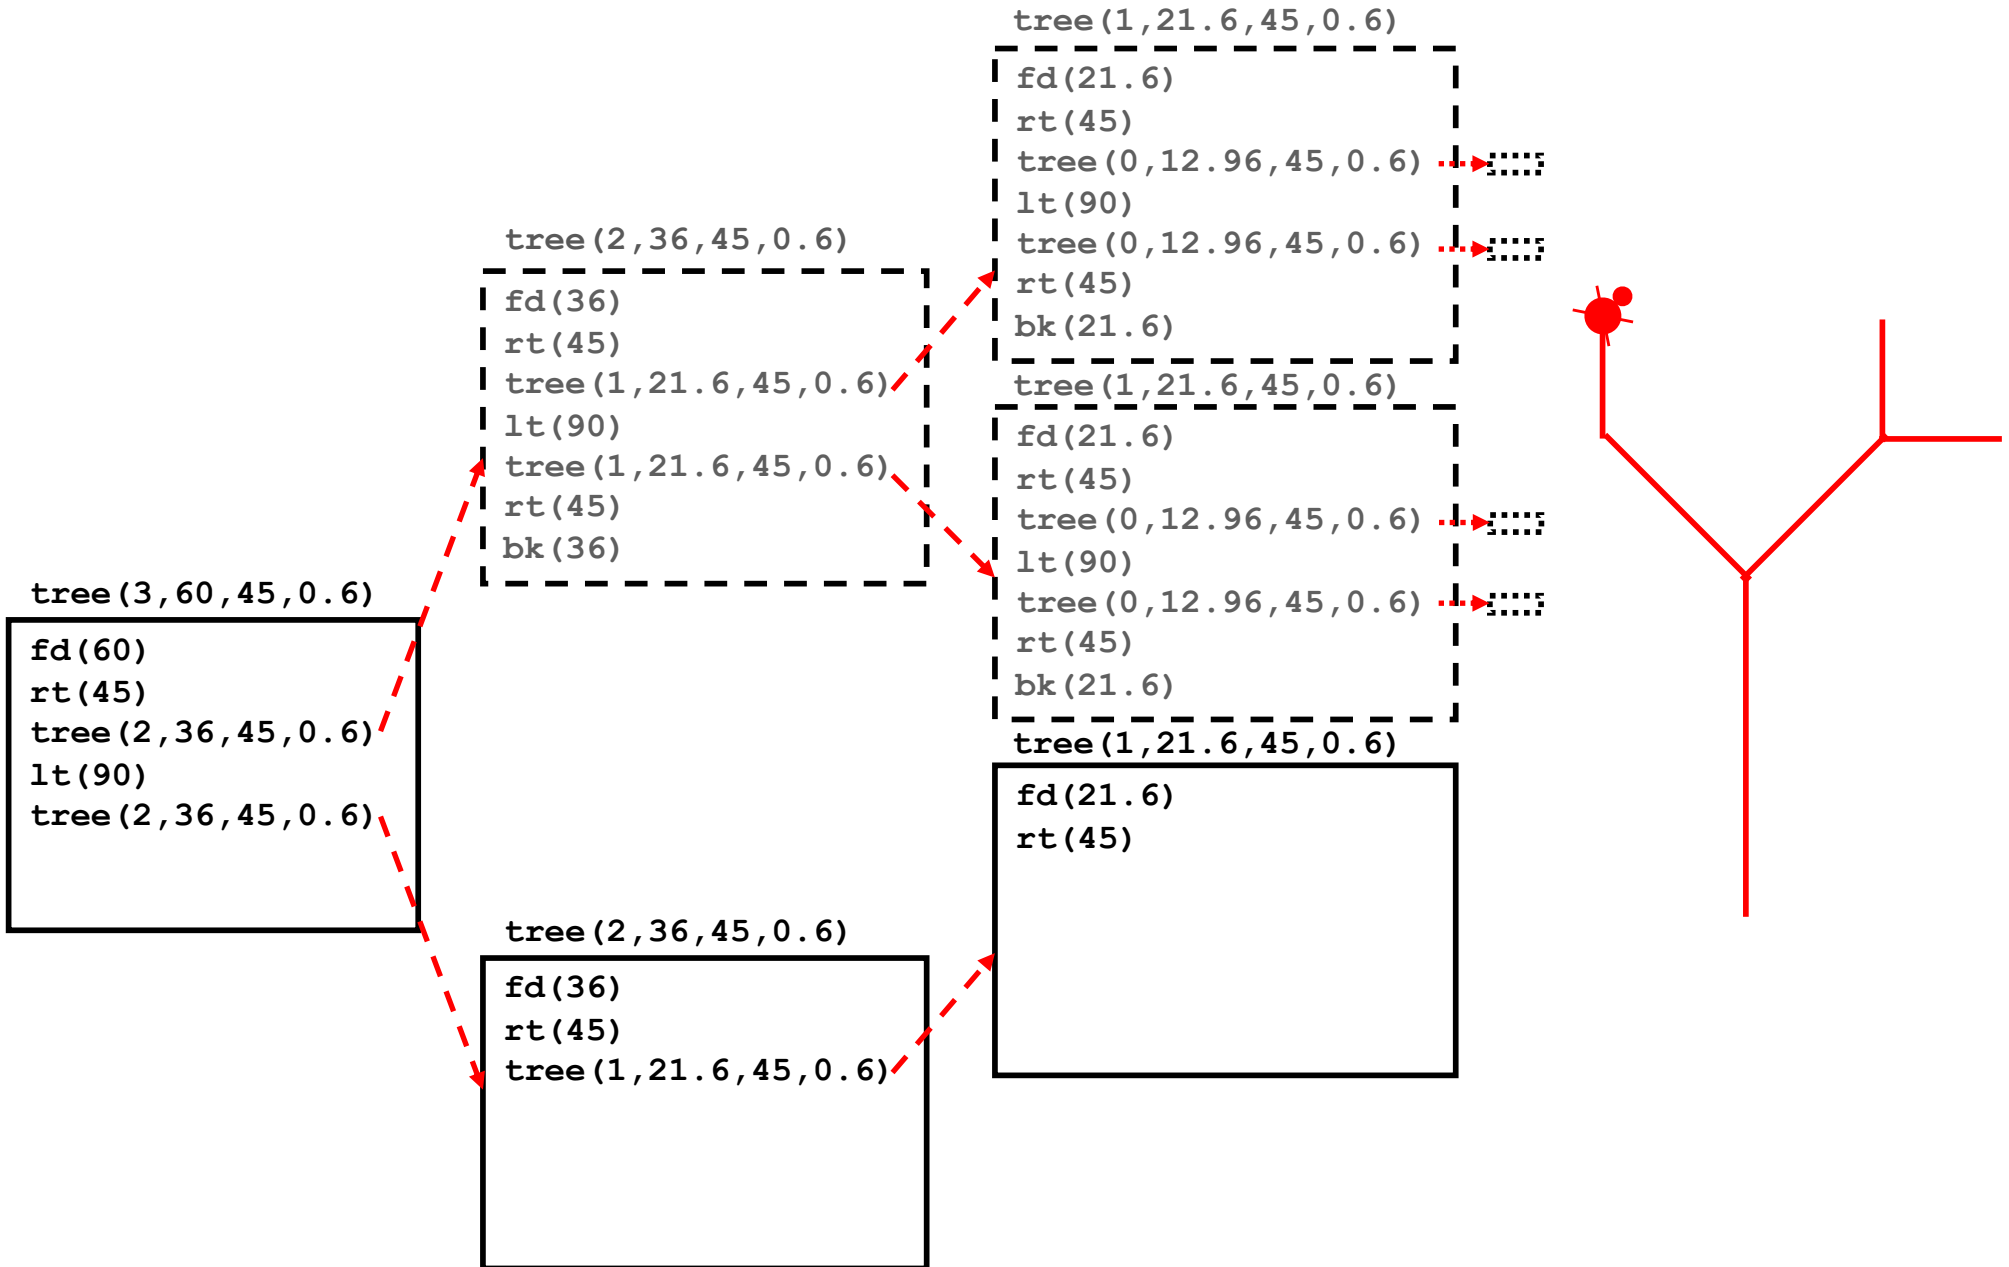 tree(3,60,45,0.6)
fd(60)
rt(45)
tree(2,36,45,0.6)
lt(90)
tree(2,36,45,0.6)
tree(2,36,45,0.6)
fd(36)
rt(45)
tree(1,21.6,45,0.6)
lt(90)
tree(1,21.6,45,0.6)
rt(45)
bk(36)
tree(1,21.6,45,0.6)
fd(21.6)
rt(45)
tree(0,12.96,45,0.6)
lt(90)
tree(0,12.96,45,0.6)
rt(45)
bk(21.6)
tree(1,21.6,45,0.6)
fd(21.6)
rt(45)
tree(0,12.96,45,0.6)
lt(90)
tree(0,12.96,45,0.6)
rt(45)
bk(21.6)
tree(2,36,45,0.6)
fd(36)
rt(45)
tree(1,21.6,45,0.6)
tree(1,21.6,45,0.6)
fd(21.6)
rt(45)